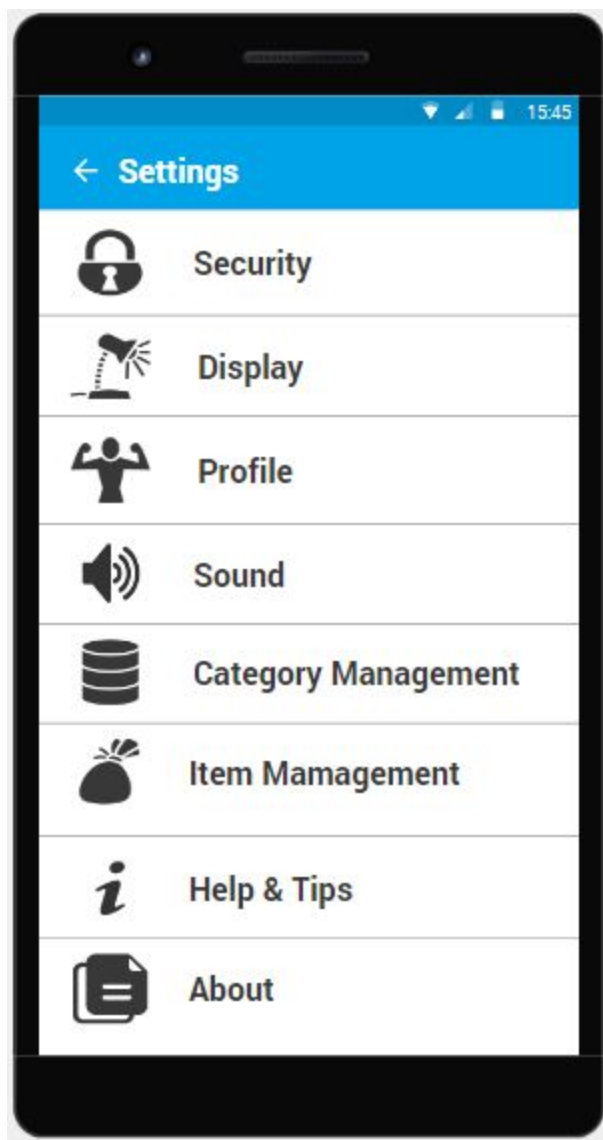 15:45
Settings
Security
Display
Profile
Sound
Category Management
Item Mamagement
Help & Tips
About